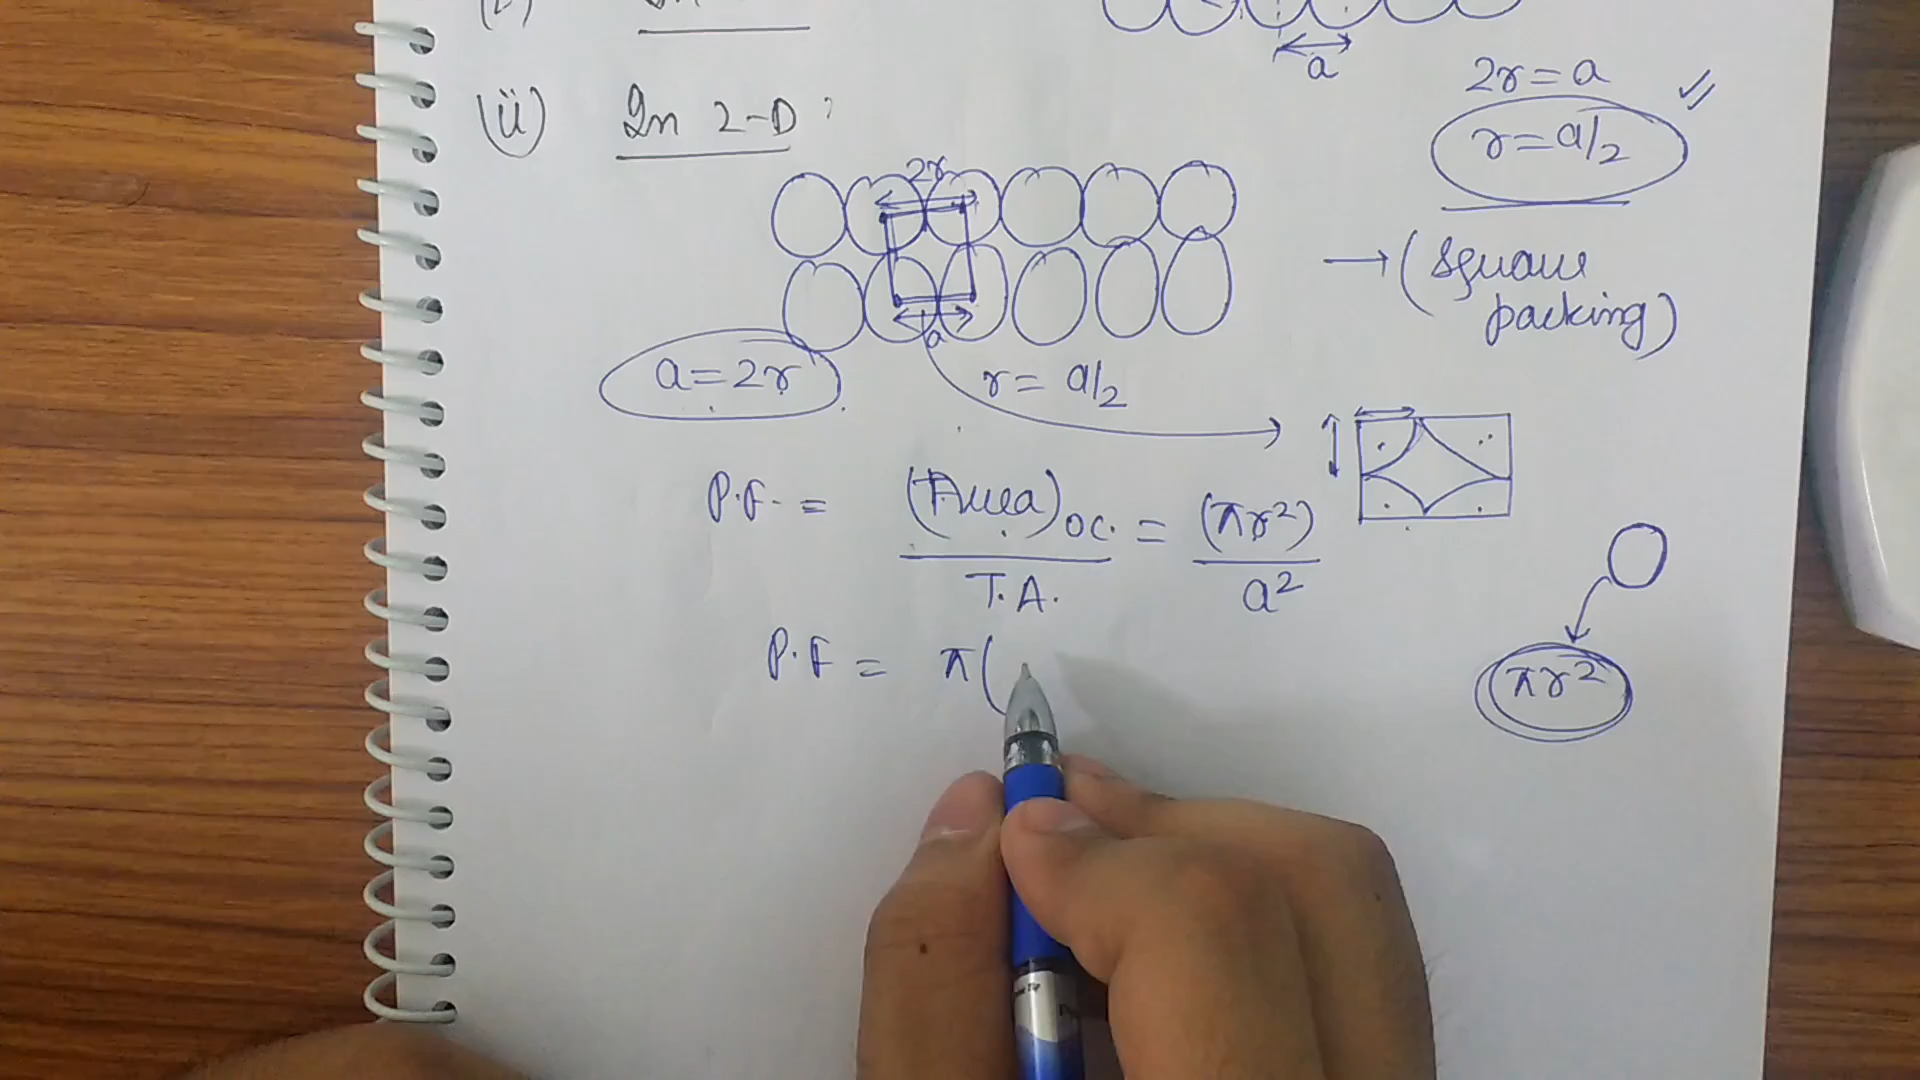 a
2r = a
(ii) In 2-D:
r = a/2
2r
→ (Square
packing)
a
a = 2r
r = a/2
P.F. = (Area)oc. / T.A. = (πr²) / a²
P.F = π(
πr²